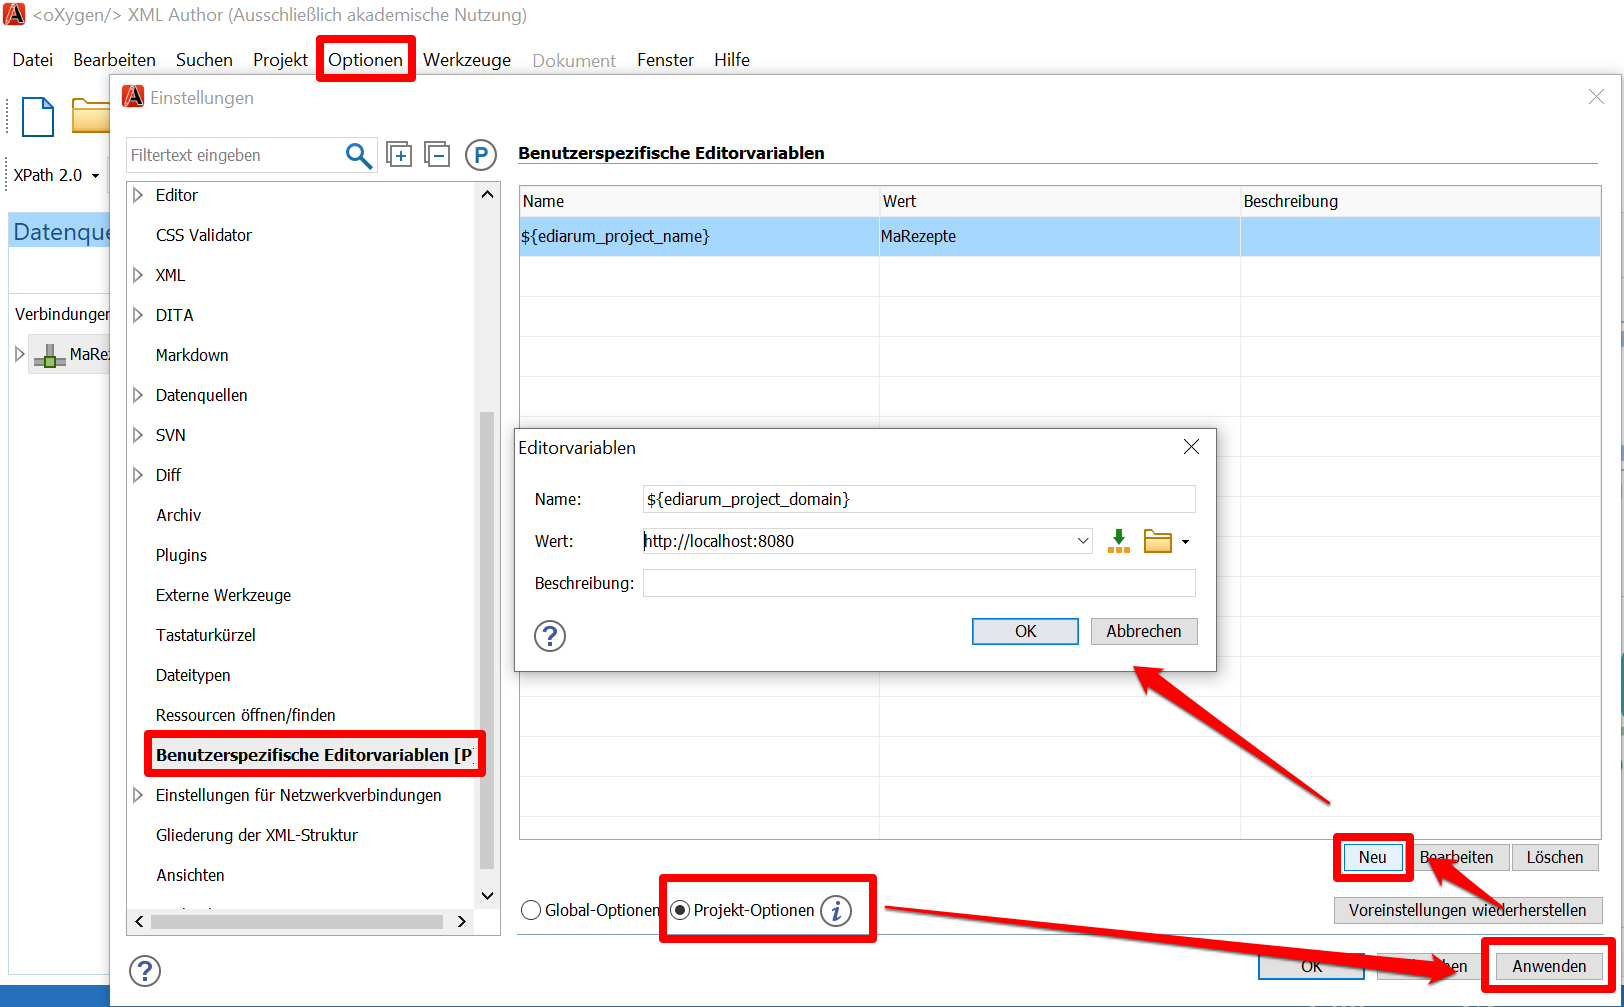 <oXygen/> XML Author (Ausschließlich akademische Nutzung)
Datei Bearbeiten Suchen Projekt Optionen Werkzeuge Dokument Fenster Hilfe
Einstellungen
Filtertext eingeben
P
Benutzerspezifische Editorvariablen
XPath 2.0
Datenque
Verbindungen
MaRez
Editor
CSS Validator
XML
DITA
Markdown
Datenquellen
SVN
Diff
Archiv
Plugins
Externe Werkzeuge
Tastaturkürzel
Dateitypen
Ressourcen öffnen/finden
Benutzerspezifische Editorvariablen [P]
Einstellungen für Netzwerkverbindungen
Gliederung der XML-Struktur
Ansichten
Name Wert Beschreibung
${ediarum_project_name} MaRezepte
Editorvariablen
Name: ${ediarum_project_domain}
Wert: http://localhost:8080
Beschreibung:
?
OK Abbrechen
Neu Bearbeiten Löschen
Global-Optionen Projekt-Optionen i
Voreinstellungen wiederherstellen
?
OK Anwenden